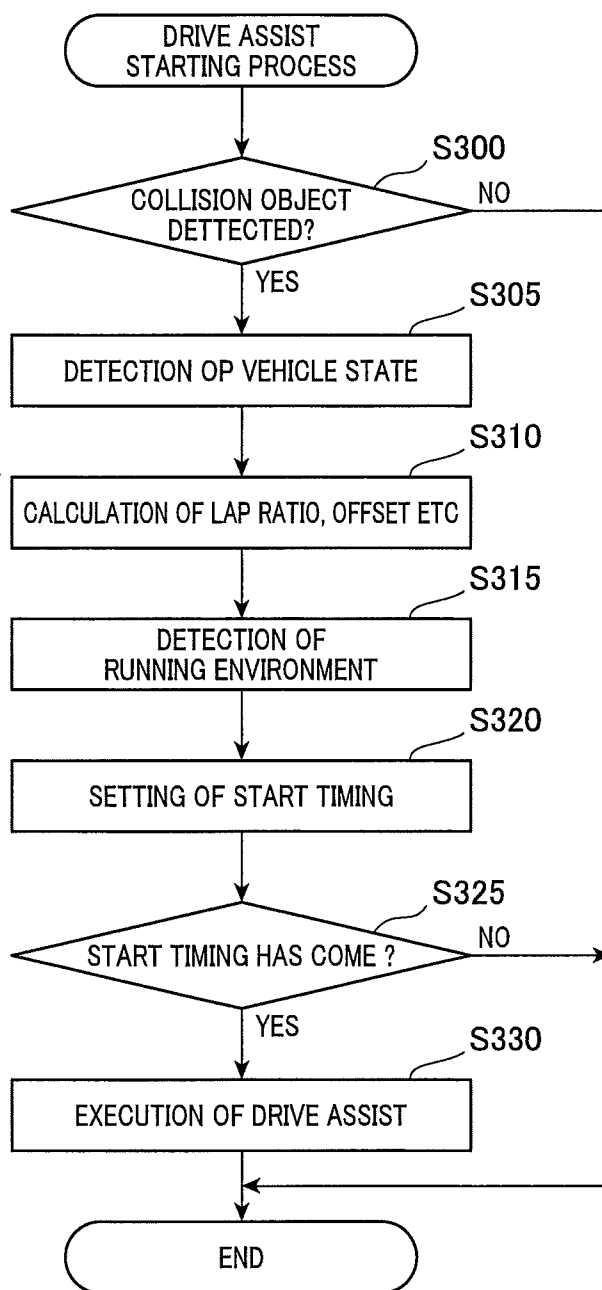 DRIVE ASSIST
STARTING PROCESS
S300
COLLISION OBJECT
DETTECTED?
NO
YES
S305
DETECTION OP VEHICLE STATE
S310
CALCULATION OF LAP RATIO, OFFSET ETC
S315
DETECTION OF
RUNNING ENVIRONMENT
S320
SETTING OF START TIMING
S325
START TIMING HAS COME ?
NO
YES
S330
EXECUTION OF DRIVE ASSIST
END